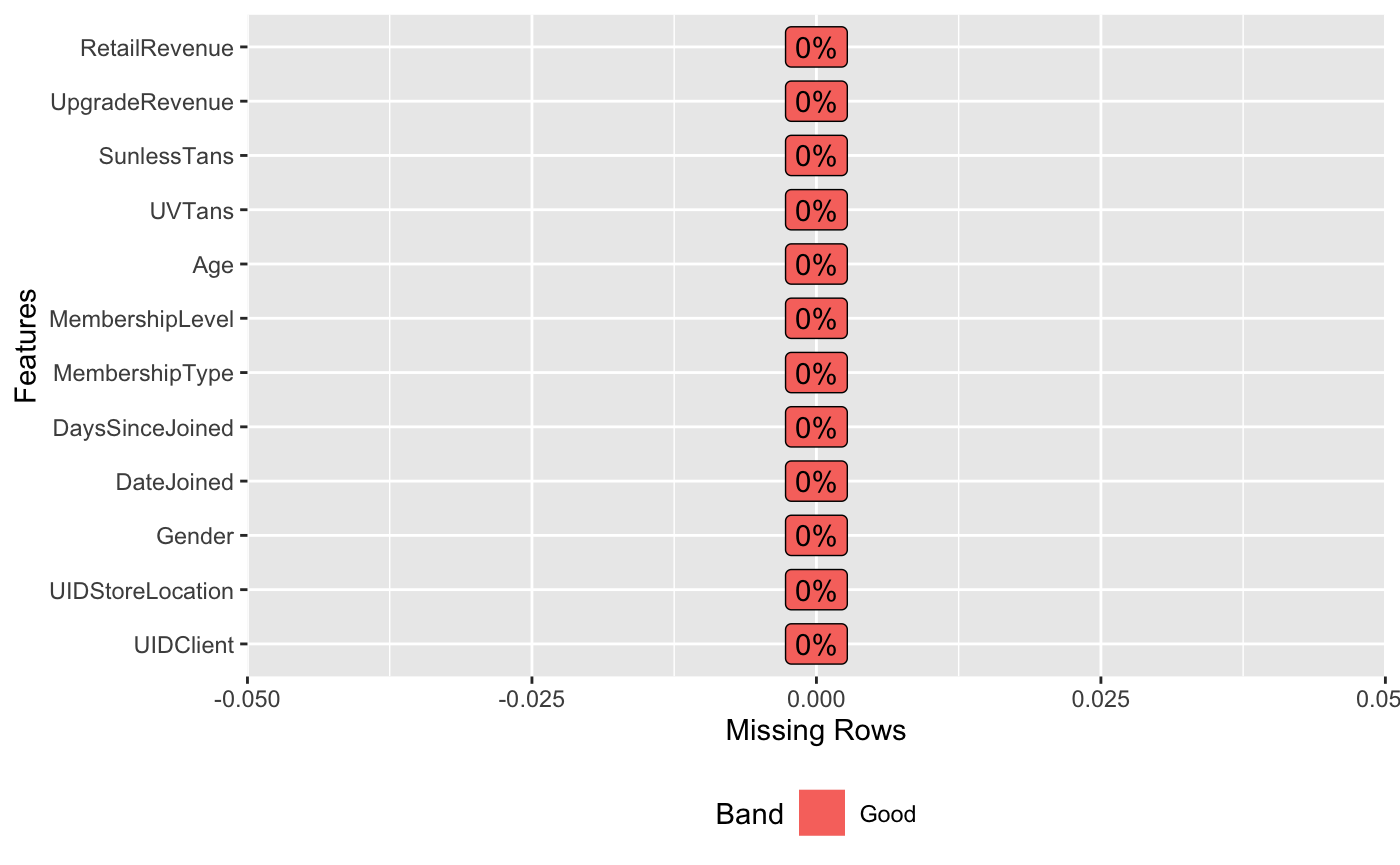 RetailRevenue 0%
UpgradeRevenue 0%
SunlessTans 0%
UVTans 0%
Age 0%
MembershipLevel 0%
MembershipType 0%
DaysSinceJoined 0%
DateJoined 0%
Gender 0%
UIDStoreLocation 0%
UIDClient 0%
Features
-0.050 -0.025 0.000 0.025 0.05
Missing Rows
Band Good